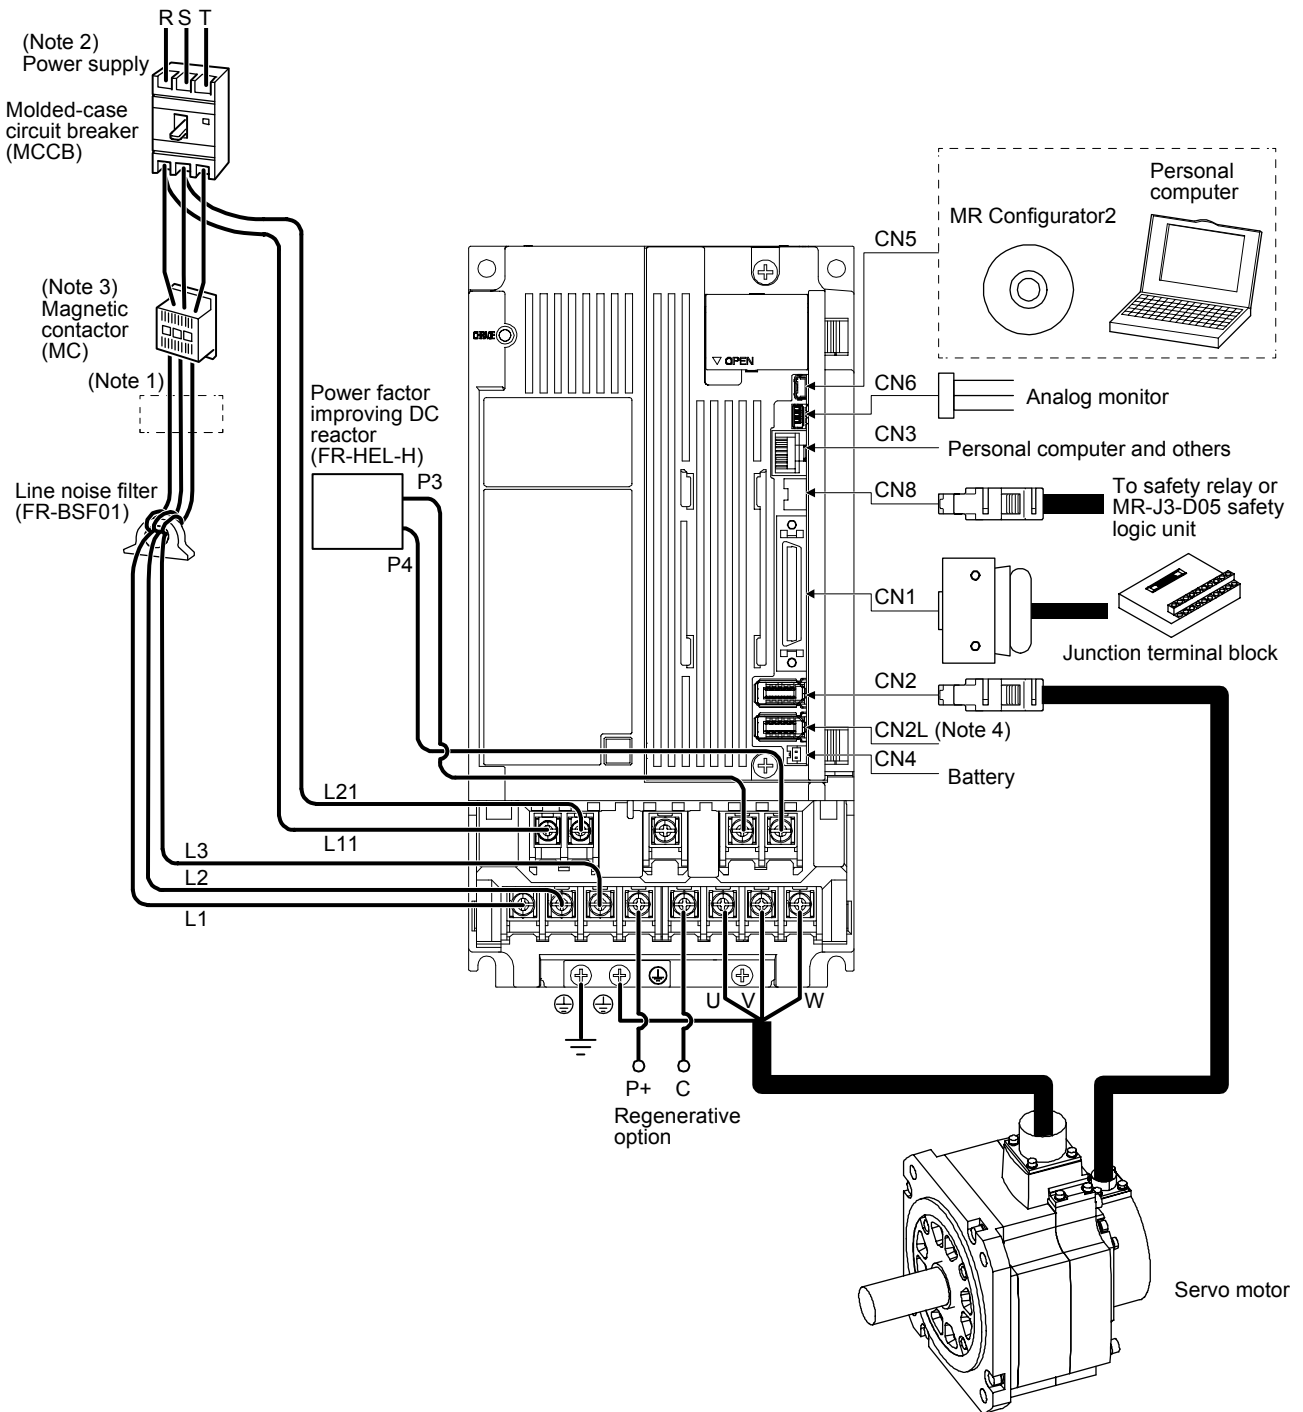 R S T
(Note 2)
Power supply
Molded-case
circuit breaker
(MCCB)
(Note 3)
Magnetic
contactor
(MC)
(Note 1)
Line noise filter
(FR-BSF01)
Power factor
improving DC
reactor
(FR-HEL-H)
P3
P4
L21
L11
L3
L2
L1
CHARGE
OPEN
CN5
MR Configurator2
Personal
computer
CN6
Analog monitor
CN3
Personal computer and others
CN8
To safety relay or
MR-J3-D05 safety
logic unit
CN1
Junction terminal block
CN2
CN2L (Note 4)
CN4
Battery
U
V
W
P+
C
Regenerative
option
Servo motor